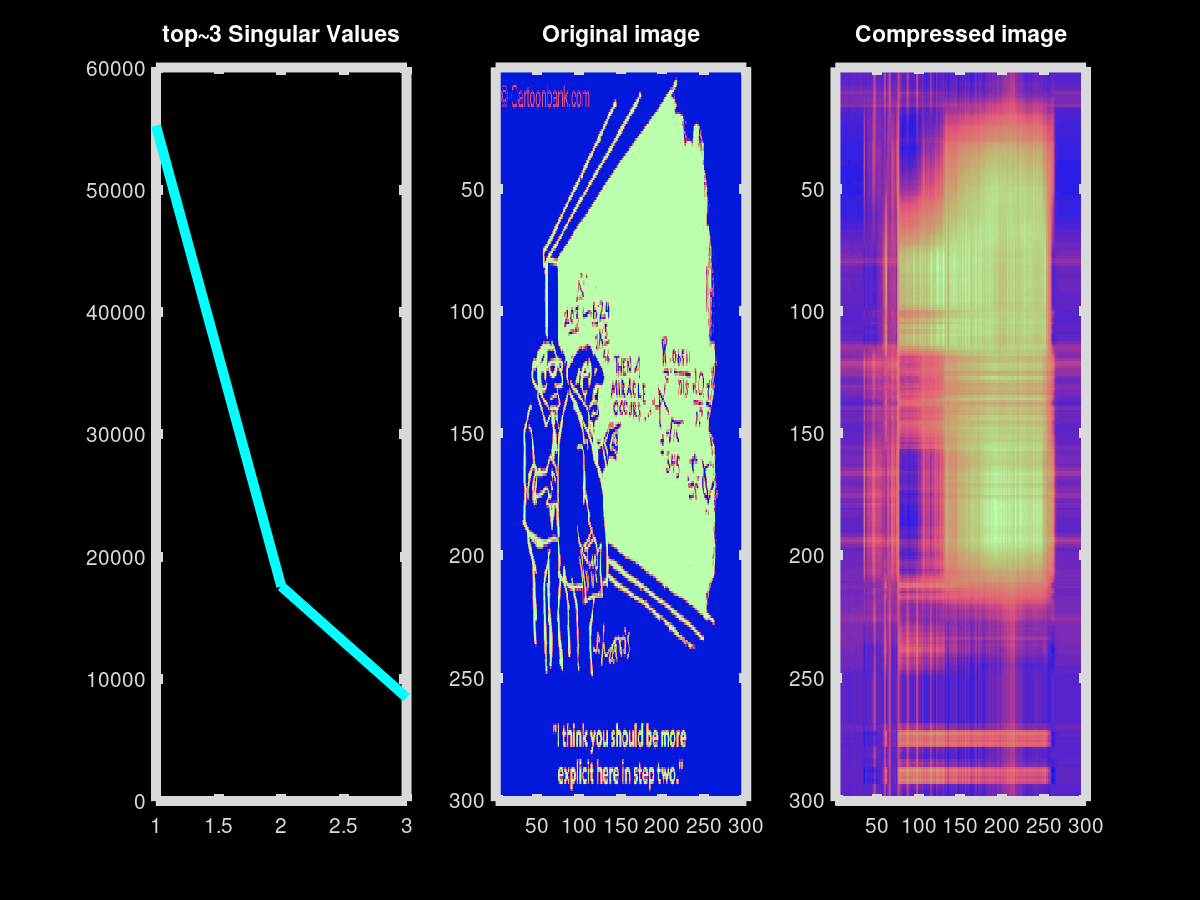 top~3 Singular Values
60000
50000
40000
30000
20000
10000
0
1 1.5 2 2.5 3
Original image
© Cartoonbank.com
THEN A
MIRACLE
OCCURS
"I think you should be more
explicit here in step two."
50
100
150
200
250
300
50 100 150 200 250 300
Compressed image
50
100
150
200
250
300
50 100 150 200 250 300